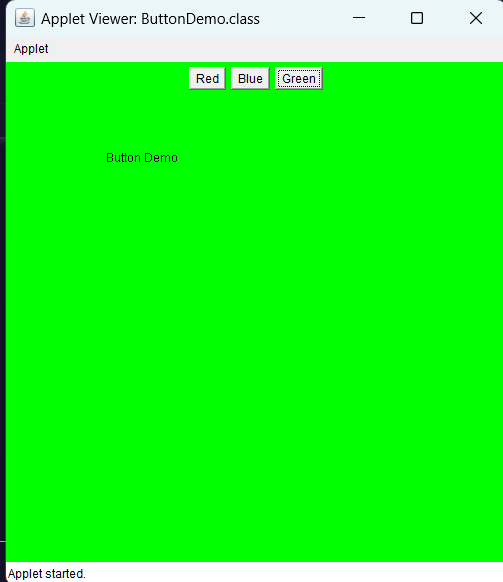 Applet Viewer: ButtonDemo.class
Applet
Red Blue Green
Button Demo
Applet started.